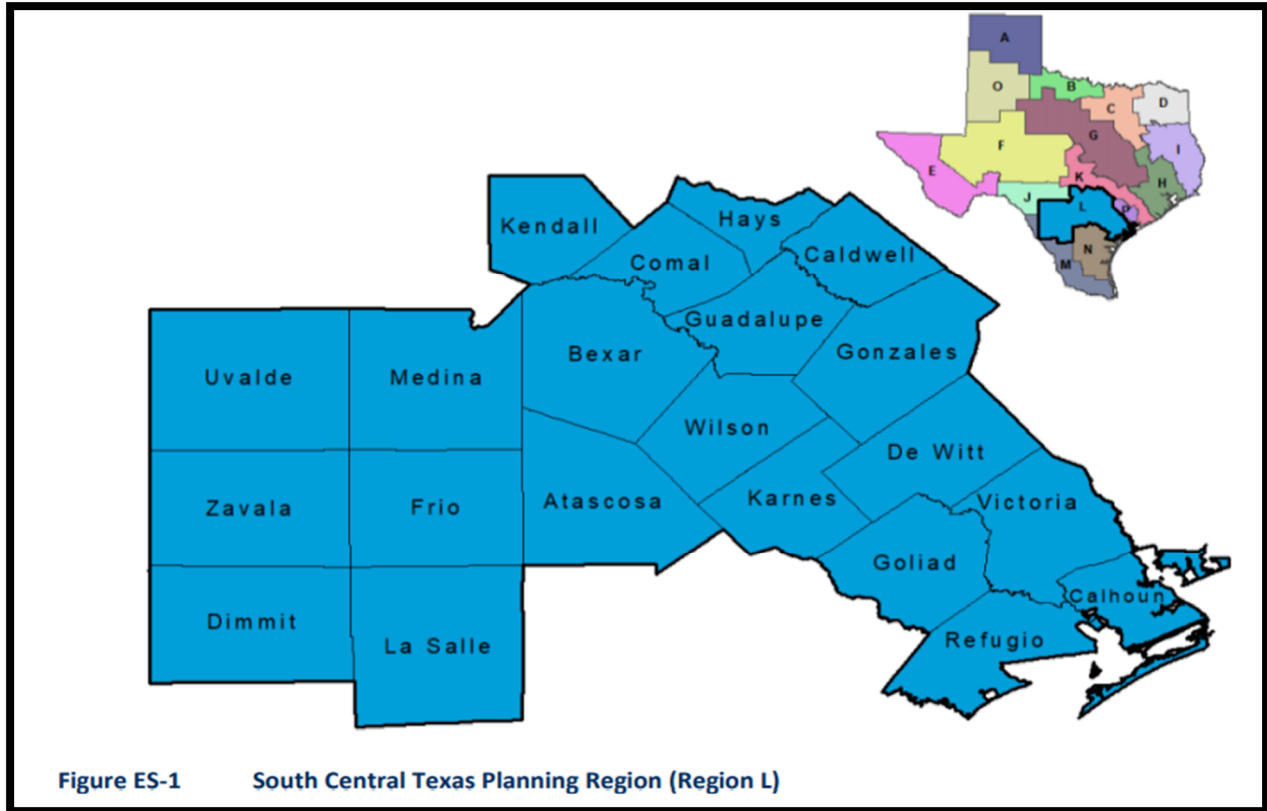 A
O
B
C
D
G
I
F
E
K
H
J
L
P
N
M
Kendall
Hays
Comal
Caldwell
Guadalupe
Bexar
Gonzales
Uvalde
Medina
Wilson
De Witt
Zavala
Frio
Atascosa
Karnes
Victoria
Goliad
Calhoun
Dimmit
La Salle
Refugio
Figure ES-1 South Central Texas Planning Region (Region L)